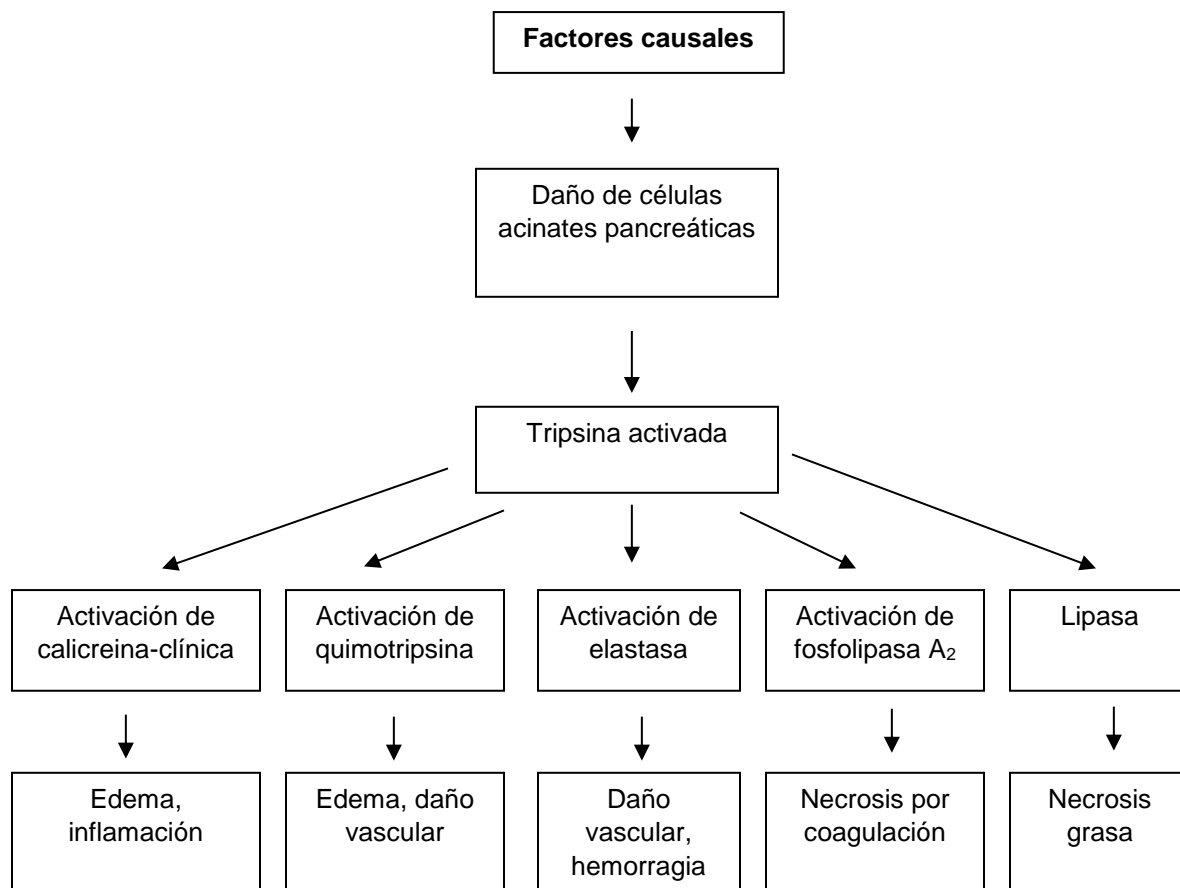 Factores causales
Daño de células
acinates pancreáticas
Tripsina activada
Activación de
calicreina-clínica
Activación de
quimotripsina
Activación de
elastasa
Activación de
fosfolipasa A₂
Lipasa
Edema,
inflamación
Edema, daño
vascular
Daño
vascular,
hemorragia
Necrosis por
coagulación
Necrosis
grasa